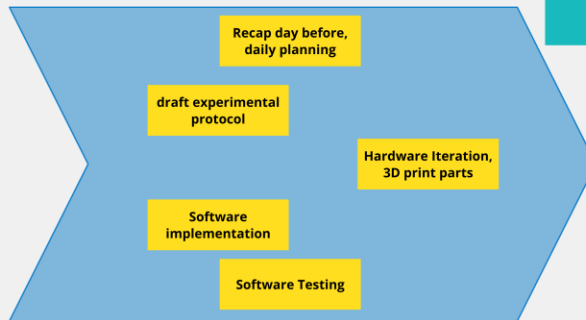 Recap day before,
daily planning
draft experimental
protocol
Hardware Iteration,
3D print parts
Software
implementation
Software Testing